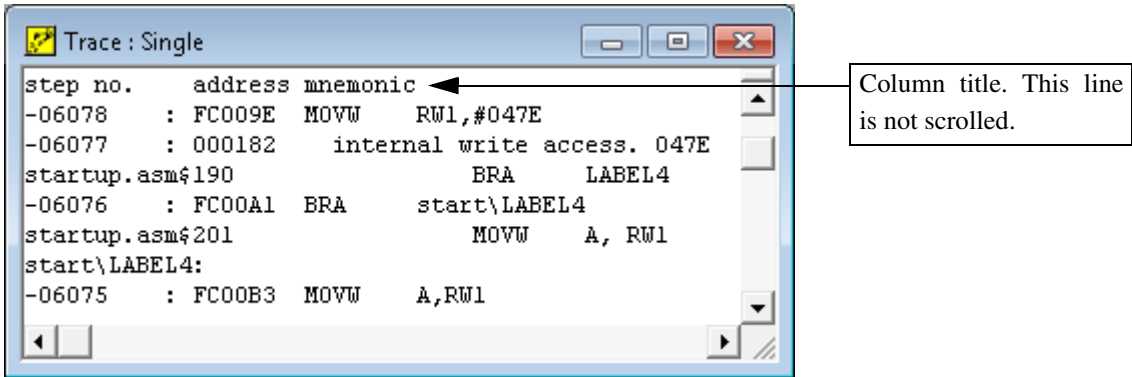 Trace : Single
step no.    address mnemonic
-06078    : FC009E  MOVW    RW1,#047E
-06077    : 000182    internal write access. 047E
startup.asm$190               BRA     LABEL4
-06076    : FC00A1  BRA     start\LABEL4
startup.asm$201               MOVW    A, RW1
start\LABEL4:
-06075    : FC00B3  MOVW    A,RW1
Column title. This line
is not scrolled.